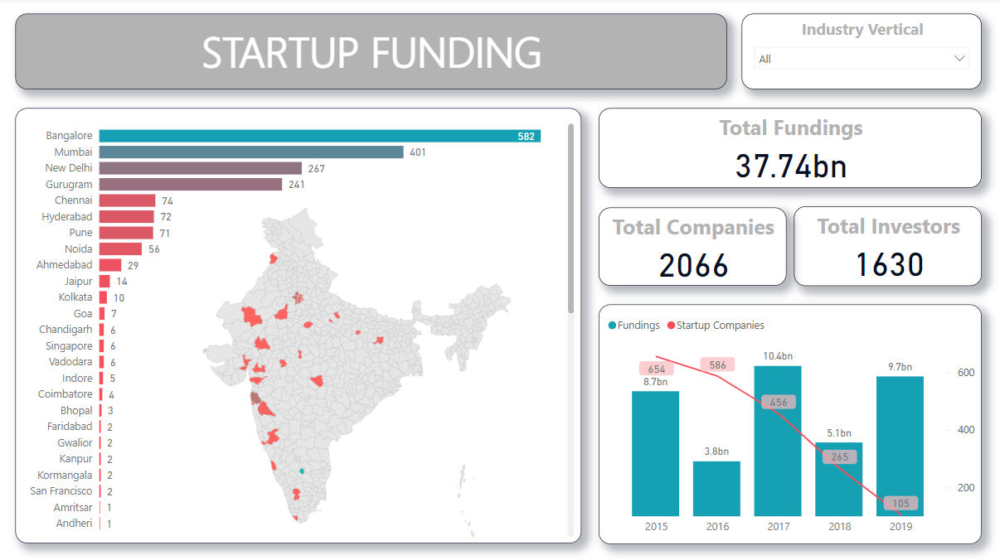 STARTUP FUNDING
Industry Vertical
All
Bangalore 582
Mumbai 401
New Delhi 267
Gurugram 241
Chennai 74
Hyderabad 72
Pune 71
Noida 56
Ahmedabad 29
Jaipur 14
Kolkata 10
Goa 7
Chandigarh 6
Singapore 6
Vadodara 6
Indore 5
Coimbatore 4
Bhopal 3
Faridabad 2
Gwalior 2
Kanpur 2
Kormangala 2
San Francisco 2
Amritsar 1
Andheri 1
Total Fundings
37.74bn
Total Companies
2066
Total Investors
1630
Fundings Startup Companies
10.4bn
654 586 9.7bn 600
8.7bn
456
5.1bn 400
3.8bn
265
200
105
2015 2016 2017 2018 2019